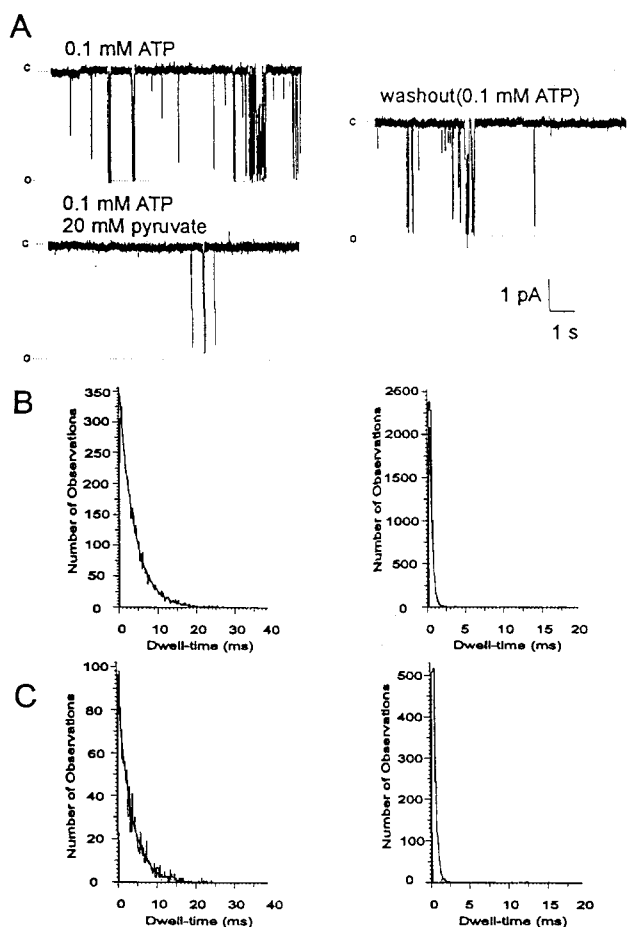 A
0.1 mM ATP
c
o
0.1 mM ATP
20 mM pyruvate
c
o
washout(0.1 mM ATP)
c
o
1 pA
1 s
B
Number of Observations
350
300
250
200
150
100
50
0
0 10 20 30 40
Dwell-time (ms)
Number of Observations
2500
2000
1500
1000
500
0
0 5 10 15 20
Dwell-time (ms)
C
Number of Observations
100
80
60
40
20
0
0 10 20 30 40
Dwell-time (ms)
Number of Observations
500
400
300
200
100
0
0 5 10 15 20
Dwell-time (ms)